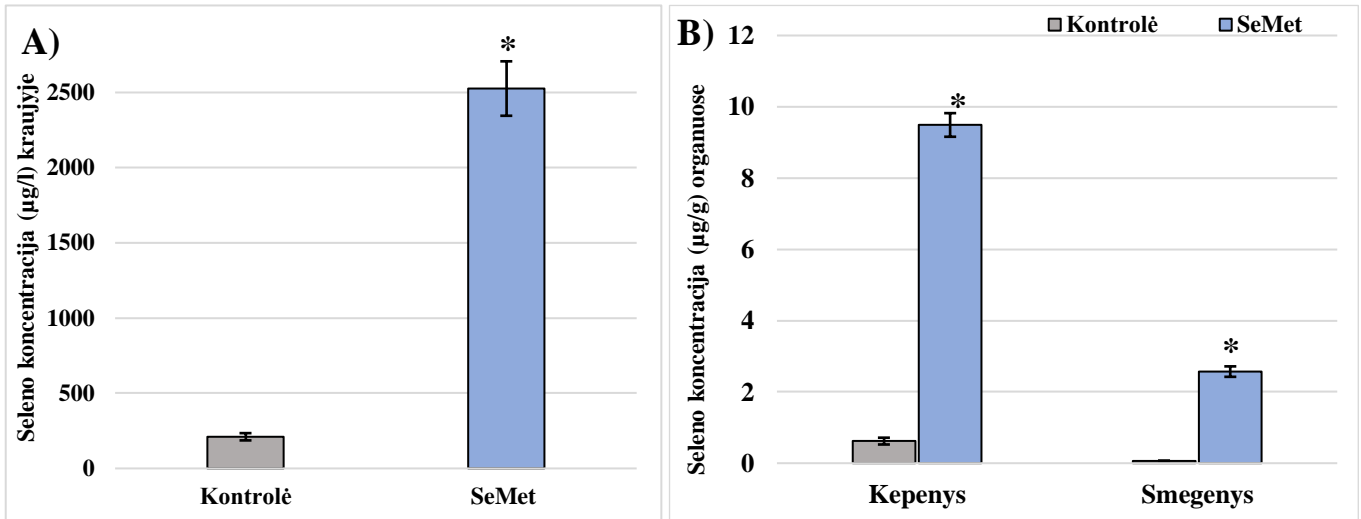 A)
Seleno koncentracija (µg/l) kraujyje
2500
2000
1500
1000
500
0
*
Kontrolė
SeMet
B)
Kontrolė
SeMet
Seleno koncentracija (µg/g) organuose
12
10
8
6
4
2
0
*
*
Kepenys
Smegenys